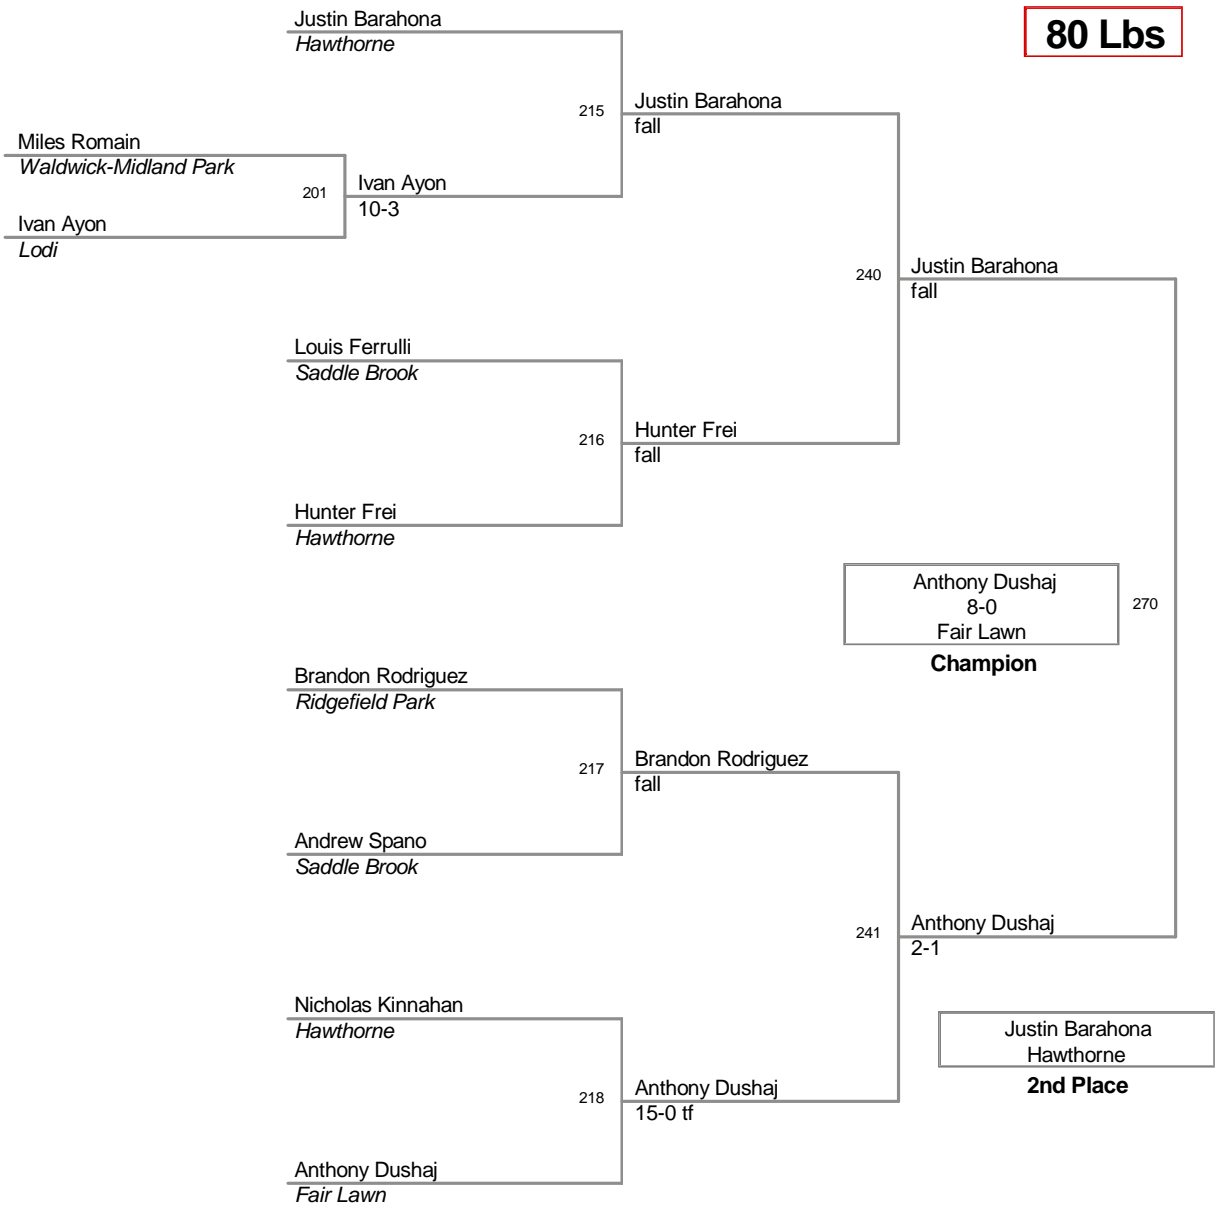 Justin Barahona
Hawthorne
80 Lbs
215
Justin Barahona
fall
Miles Romain
Waldwick-Midland Park
201
Ivan Ayon
10-3
Ivan Ayon
Lodi
240
Justin Barahona
fall
Louis Ferrulli
Saddle Brook
216
Hunter Frei
fall
Hunter Frei
Hawthorne
Anthony Dushaj
8-0
Fair Lawn
270
Champion
Brandon Rodriguez
Ridgefield Park
217
Brandon Rodriguez
fall
Andrew Spano
Saddle Brook
241
Anthony Dushaj
2-1
Nicholas Kinnahan
Hawthorne
Justin Barahona
Hawthorne
2nd Place
218
Anthony Dushaj
15-0 tf
Anthony Dushaj
Fair Lawn